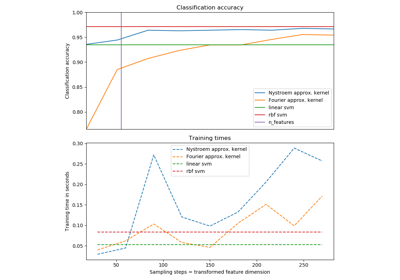 Classification accuracy
1.00
0.95
0.90
0.85
0.80
Classification accuracy
Nystroem approx. kernel
Fourier approx. kernel
linear svm
rbf svm
n_features
Training times
0.30
0.25
0.20
0.15
0.10
0.05
Training time in seconds
Nystroem approx. kernel
Fourier approx. kernel
linear svm
rbf svm
50 100 150 200 250
Sampling steps = transformed feature dimension